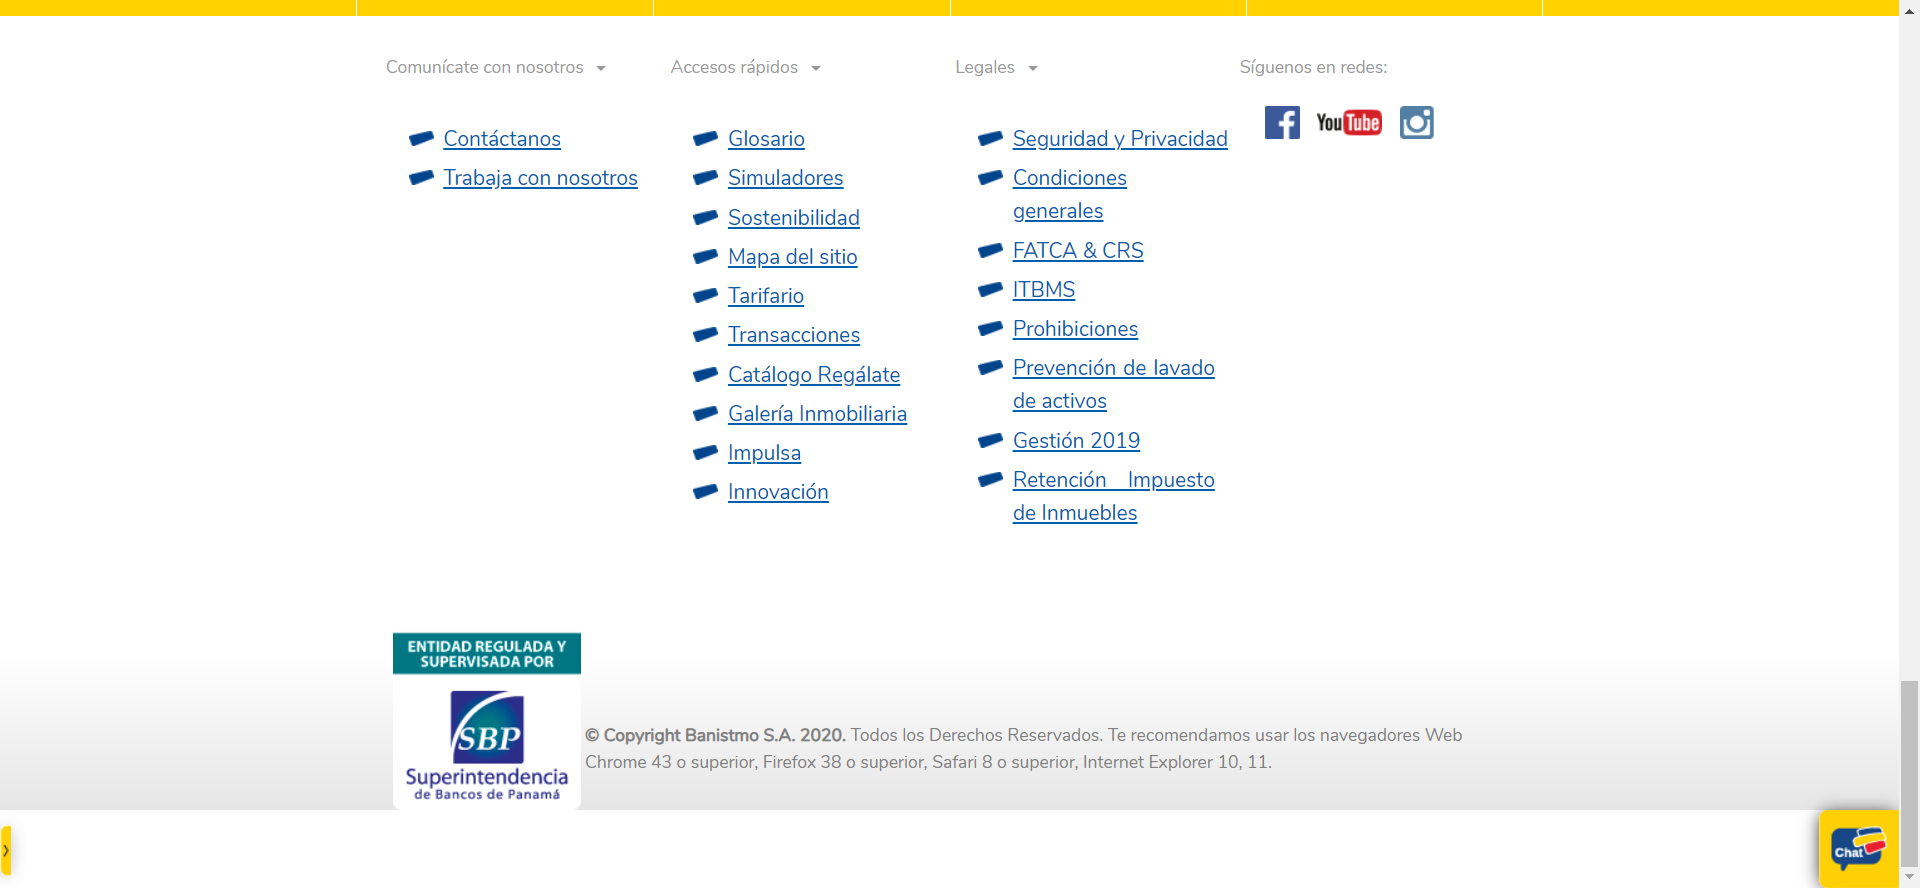 Comunícate con nosotros
Contáctanos
Trabaja con nosotros
Accesos rápidos
Glosario
Simuladores
Sostenibilidad
Mapa del sitio
Tarifario
Transacciones
Catálogo Regálate
Galería Inmobiliaria
Impulsa
Innovación
Legales
Seguridad y Privacidad
Condiciones
generales
FATCA & CRS
ITBMS
Prohibiciones
Prevención de lavado
de activos
Gestión 2019
Retención Impuesto
de Inmuebles
Síguenos en redes:
YouTube
ENTIDAD REGULADA Y
SUPERVISADA POR
SBP
Superintendencia
de Bancos de Panamá
© Copyright Banistmo S.A. 2020. Todos los Derechos Reservados. Te recomendamos usar los navegadores Web
Chrome 43 o superior, Firefox 38 o superior, Safari 8 o superior, Internet Explorer 10, 11.
Chat